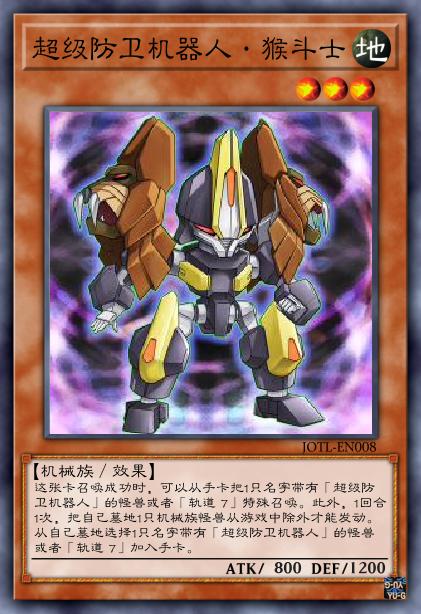 超级防卫机器人·猴斗士 地
JOTL-EN008
【机械族／效果】
这张卡召唤成功时，可以从手卡把1只名字带有「超级防
卫机器人」的怪兽或者「轨道 7」特殊召唤。此外，1回合
1次，把自己墓地1只机械族怪兽从游戏中除外才能发动。
从自己墓地选择1只名字带有「超级防卫机器人」的怪兽
或者「轨道 7」加入手卡。
ATK/ 800 DEF/1200